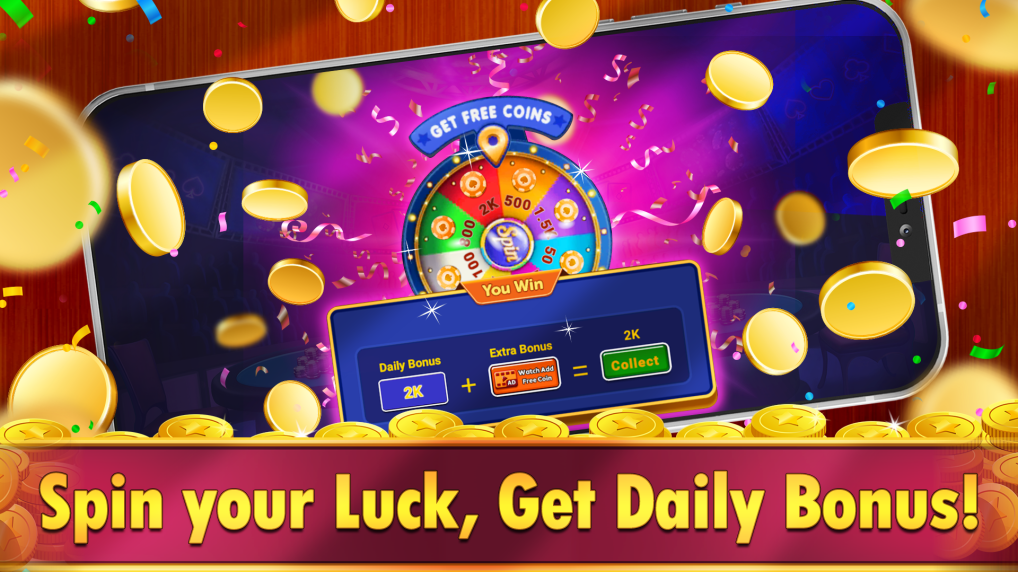 GET FREE COINS
2K
500
1.5K
50
300
100
Spin
You Win
Daily Bonus
2K
+
Extra Bonus
AD
Watch Add
Free Coin
=
2K
Collect
Spin your Luck, Get Daily Bonus!